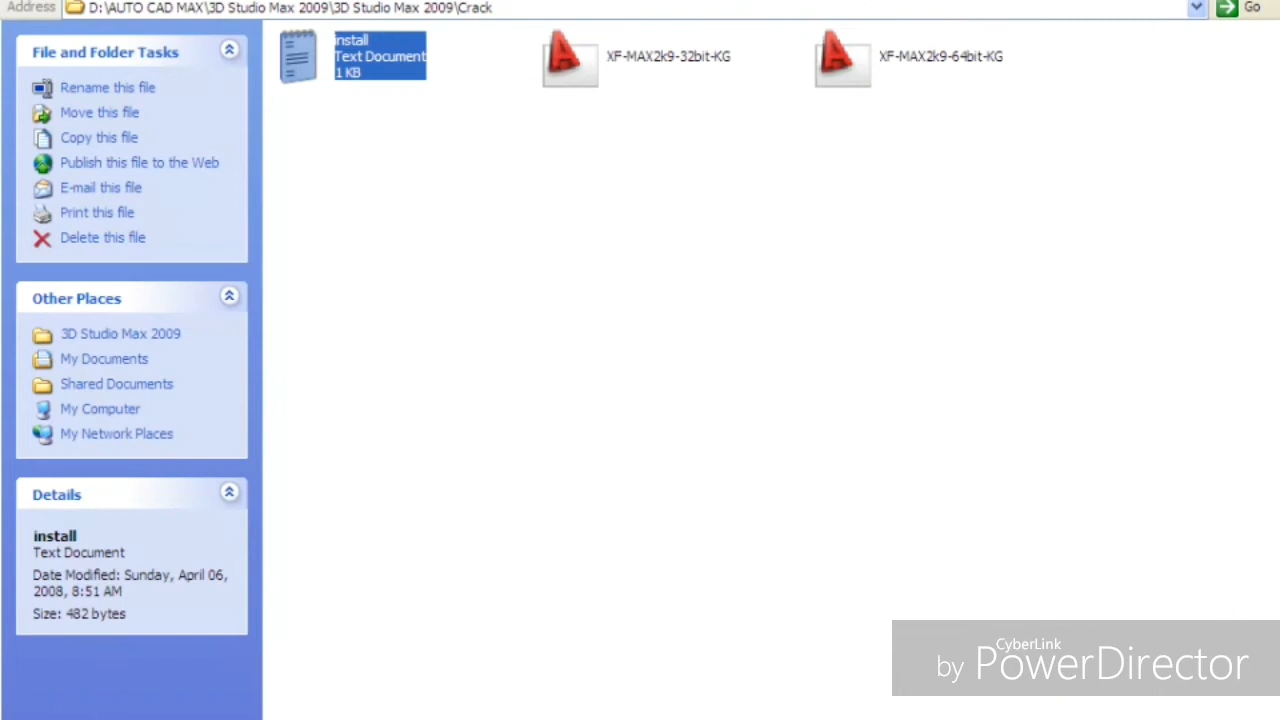 Address D:\AUTO CAD MAX\3D Studio Max 2009\3D Studio Max 2009\Crack Go
File and Folder Tasks
Rename this file
Move this file
Copy this file
Publish this file to the Web
E-mail this file
Print this file
Delete this file
Other Places
3D Studio Max 2009
My Documents
Shared Documents
My Computer
My Network Places
Details
install
Text Document
Date Modified: Sunday, April 06,
2008, 8:51 AM
Size: 482 bytes
install
Text Document
1 KB
XF-MAX2k9-32bit-KG
XF-MAX2k9-64bit-KG
CyberLink
by PowerDirector